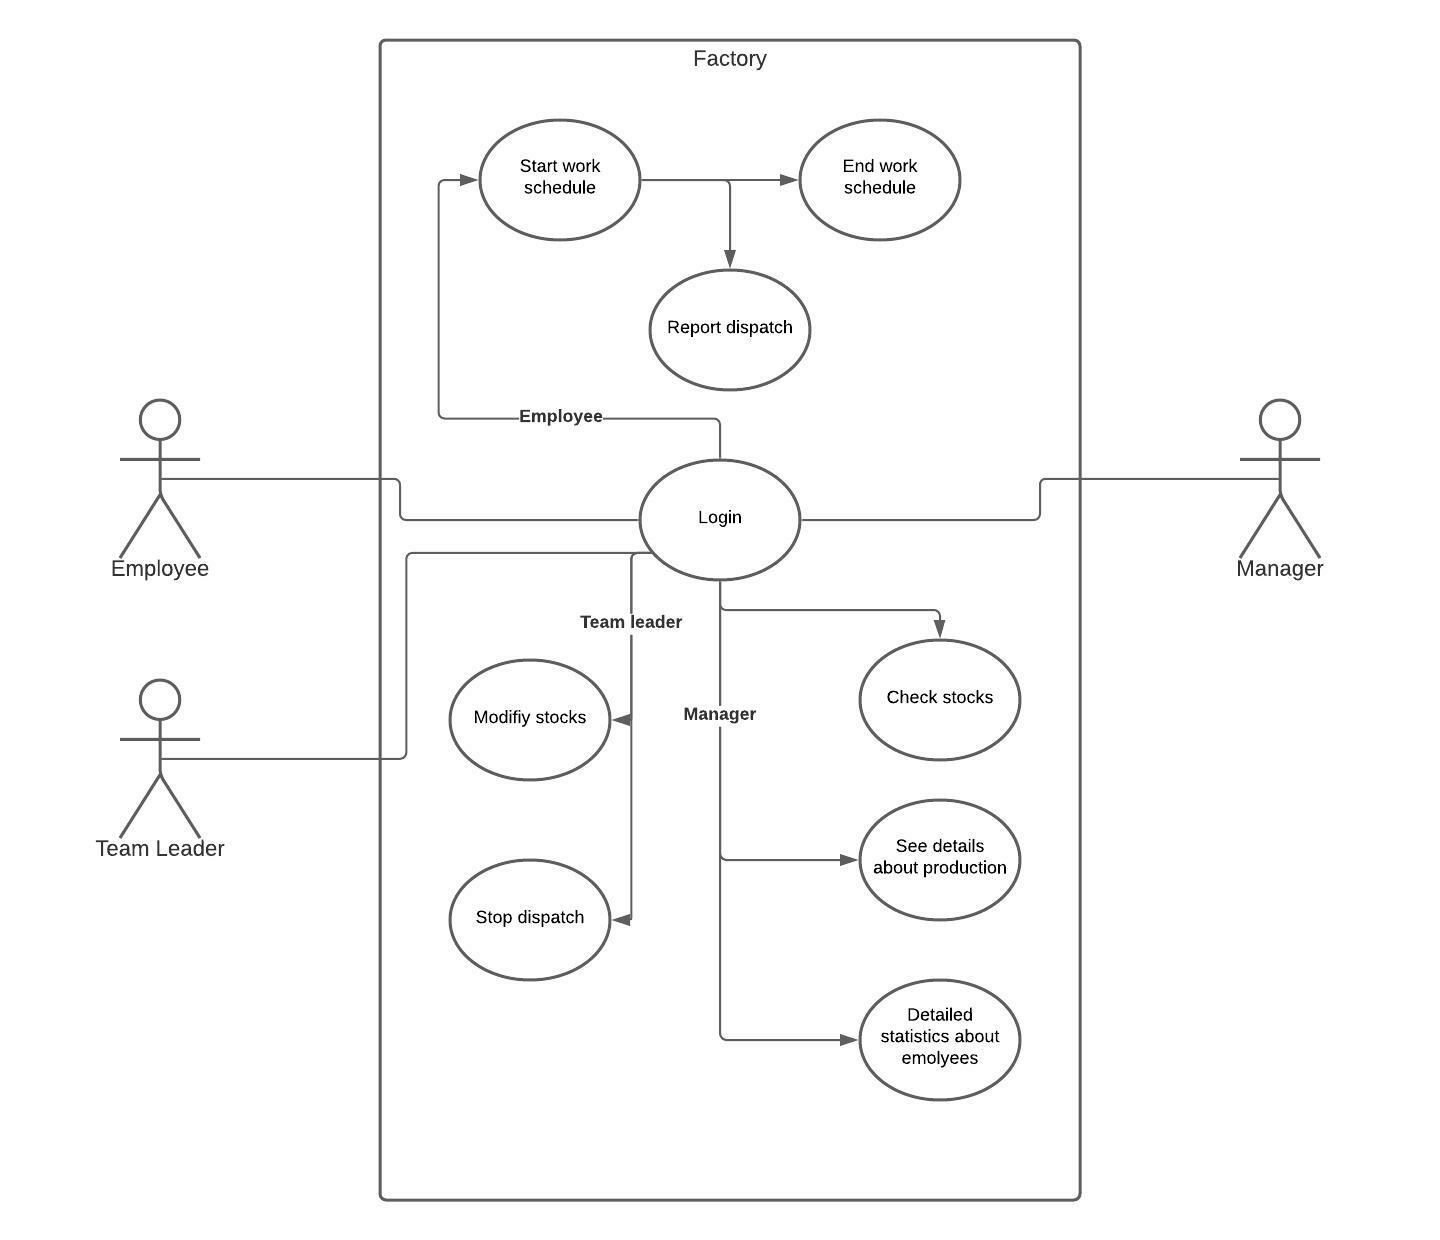 Factory
Start work
schedule
End work
schedule
Report dispatch
Employee
Login
Employee
Manager
Team leader
Modifiy stocks
Manager
Check stocks
Team Leader
See details
about production
Stop dispatch
Detailed
statistics about
emolyees